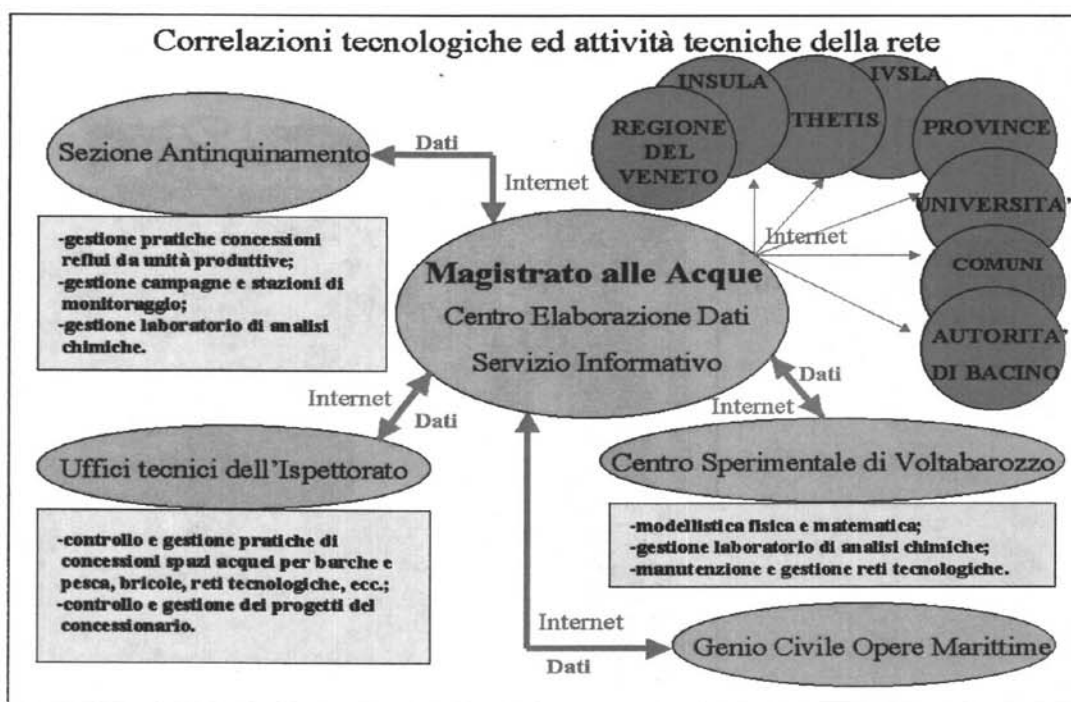 Correlazioni tecnologiche ed attività tecniche della rete
INSULA
IVSLA
REGIONE
DEL
VENETO
THETIS
PROVINCE
UNIVERSITA'
COMUNI
AUTORITA'
DI BACINO
Internet
Sezione Antinquinamento
Dati
Internet
-gestione pratiche concessioni
reflui da unità produttive;
-gestione campagne e stazioni di
monitoraggio;
-gestione laboratorio di analisi
chimiche.
Magistrato alle Acque
Centro Elaborazione Dati
Servizio Informativo
Internet
Dati
Dati
Internet
Uffici tecnici dell'Ispettorato
-controllo e gestione pratiche di
concessioni spazi acquei per barche e
pesca, bricole, reti tecnologiche, ecc.;
-controllo e gestione dei progetti del
concessionario.
Centro Sperimentale di Voltabarozzo
-modellistica fisica e matematica;
-gestione laboratorio di analisi chimiche;
-manutenzione e gestione reti tecnologiche.
Internet
Dati
Genio Civile Opere Marittime